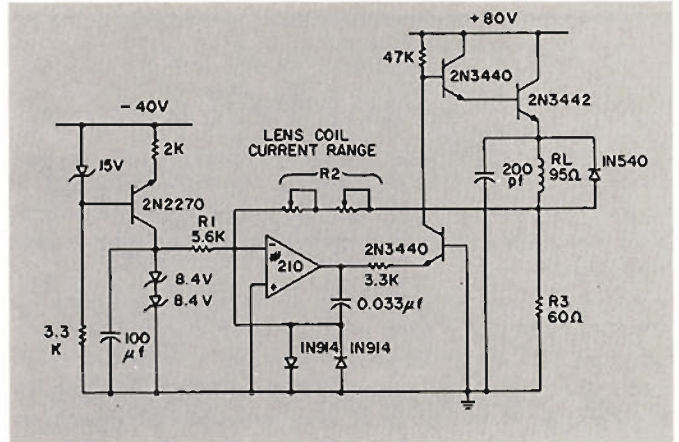 +80V
47K
2N3440
2N3442
-40V
LENS COIL
CURRENT RANGE
R2
15V
2K
2N2270
R1
5.6K
200
pf
RL
95Ω
IN540
-
#
210
+
2N3440
3.3K
8.4V
8.4V
0.033μf
3.3
K
100
μf
IN914
IN914
R3
60Ω